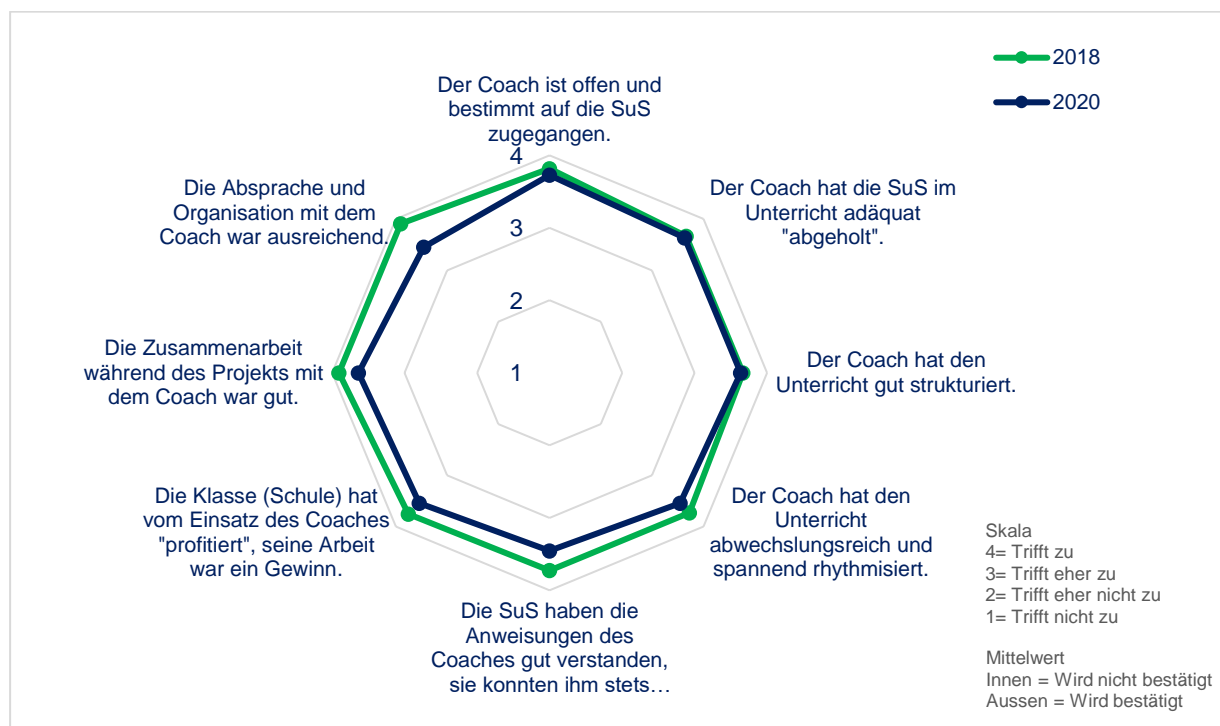 2018
2020
Der Coach ist offen und
bestimmt auf die SuS
zugegangen.
Der Coach hat die SuS im
Unterricht adäquat
"abgeholt".
Der Coach hat den
Unterricht gut strukturiert.
Der Coach hat den
Unterricht
abwechslungsreich und
spannend rhythmisiert.
Die SuS haben die
Anweisungen des
Coaches gut verstanden,
sie konnten ihm stets…
Die Klasse (Schule) hat
vom Einsatz des Coaches
"profitiert", seine Arbeit
war ein Gewinn.
Die Zusammenarbeit
während des Projekts mit
dem Coach war gut.
Die Absprache und
Organisation mit dem
Coach war ausreichend.
4
3
2
1
Skala
4= Trifft zu
3= Trifft eher zu
2= Trifft eher nicht zu
1= Trifft nicht zu
Mittelwert
Innen = Wird nicht bestätigt
Aussen = Wird bestätigt